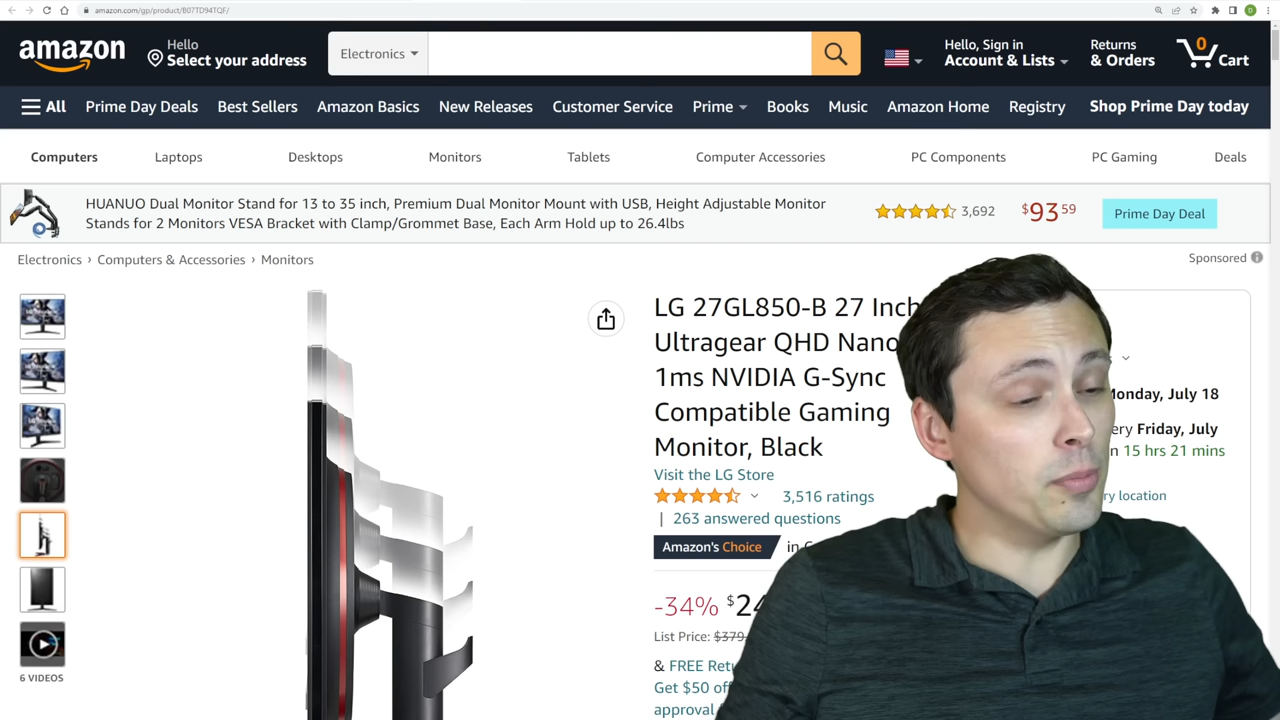 amazon.com/gp/product/B07TD94TQF/
D
amazon
Hello
Select your address
Electronics
Hello, Sign in
Account & Lists
Returns
& Orders
0
Cart
All
Prime Day Deals
Best Sellers
Amazon Basics
New Releases
Customer Service
Prime
Books
Music
Amazon Home
Registry
Shop Prime Day today
Computers
Laptops
Desktops
Monitors
Tablets
Computer Accessories
PC Components
PC Gaming
Deals
HUANUO Dual Monitor Stand for 13 to 35 inch, Premium Dual Monitor Mount with USB, Height Adjustable Monitor
Stands for 2 Monitors VESA Bracket with Clamp/Grommet Base, Each Arm Hold up to 26.4lbs
3,692
$93 59
Prime Day Deal
Electronics › Computers & Accessories › Monitors
Sponsored
LG 27GL850-B 27 Inch
Ultragear QHD Nano
1ms NVIDIA G-Sync
Compatible Gaming
Monitor, Black
Visit the LG Store
3,516 ratings
| 263 answered questions
Amazon's Choice
in
-34% $24
List Price: $379
& FREE Retu
Get $50 off
approval
Monday, July 18
ery Friday, July
n 15 hrs 21 mins
ry location
6 VIDEOS